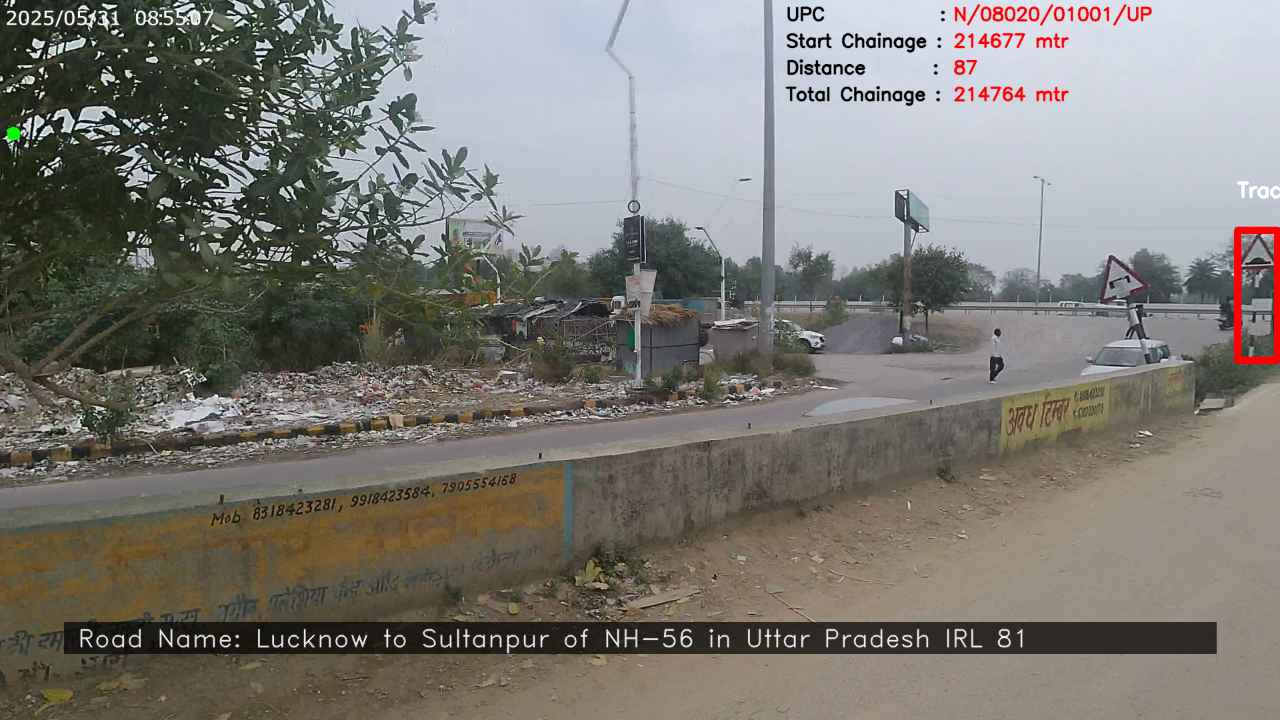 2025/05/31 08:55:07
UPC : N/08020/01001/UP
Start Chainage : 214677 mtr
Distance : 87
Total Chainage : 214764 mtr
Trac
अवध टिम्बर
Mob 8318423281, 9918423584, 7905554168
Road Name: Lucknow to Sultanpur of NH-56 in Uttar Pradesh IRL 81